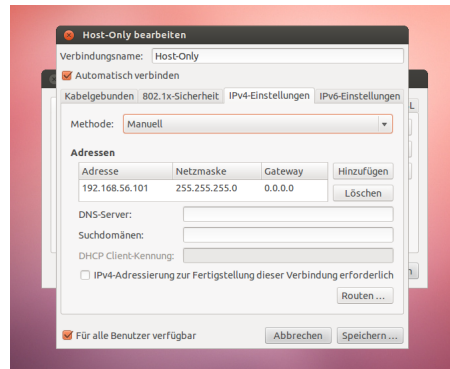 Host-Only bearbeiten
Verbindungsname: Host-Only
Automatisch verbinden
Kabelgebunden 802.1x-Sicherheit IPv4-Einstellungen IPv6-Einstellungen
Methode: Manuell
Adressen
Adresse Netzmaske Gateway Hinzufügen
192.168.56.101 255.255.255.0 0.0.0.0 Löschen
DNS-Server:
Suchdomänen:
DHCP Client-Kennung:
IPv4-Adressierung zur Fertigstellung dieser Verbindung erforderlich
Routen ...
Für alle Benutzer verfügbar Abbrechen Speichern ...